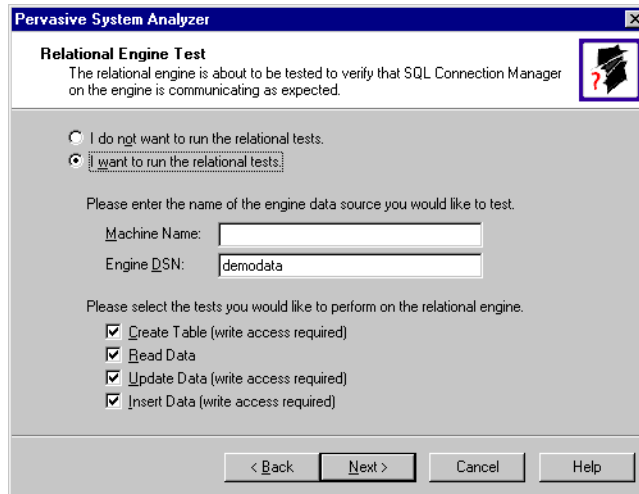 Pervasive System Analyzer
Relational Engine Test
The relational engine is about to be tested to verify that SQL Connection Manager
on the engine is communicating as expected.
?
I do not want to run the relational tests.
I want to run the relational tests.
Please enter the name of the engine data source you would like to test.
Machine Name:
Engine DSN: demodata
Please select the tests you would like to perform on the relational engine.
Create Table (write access required)
Read Data
Update Data (write access required)
Insert Data (write access required)
< Back Next > Cancel Help